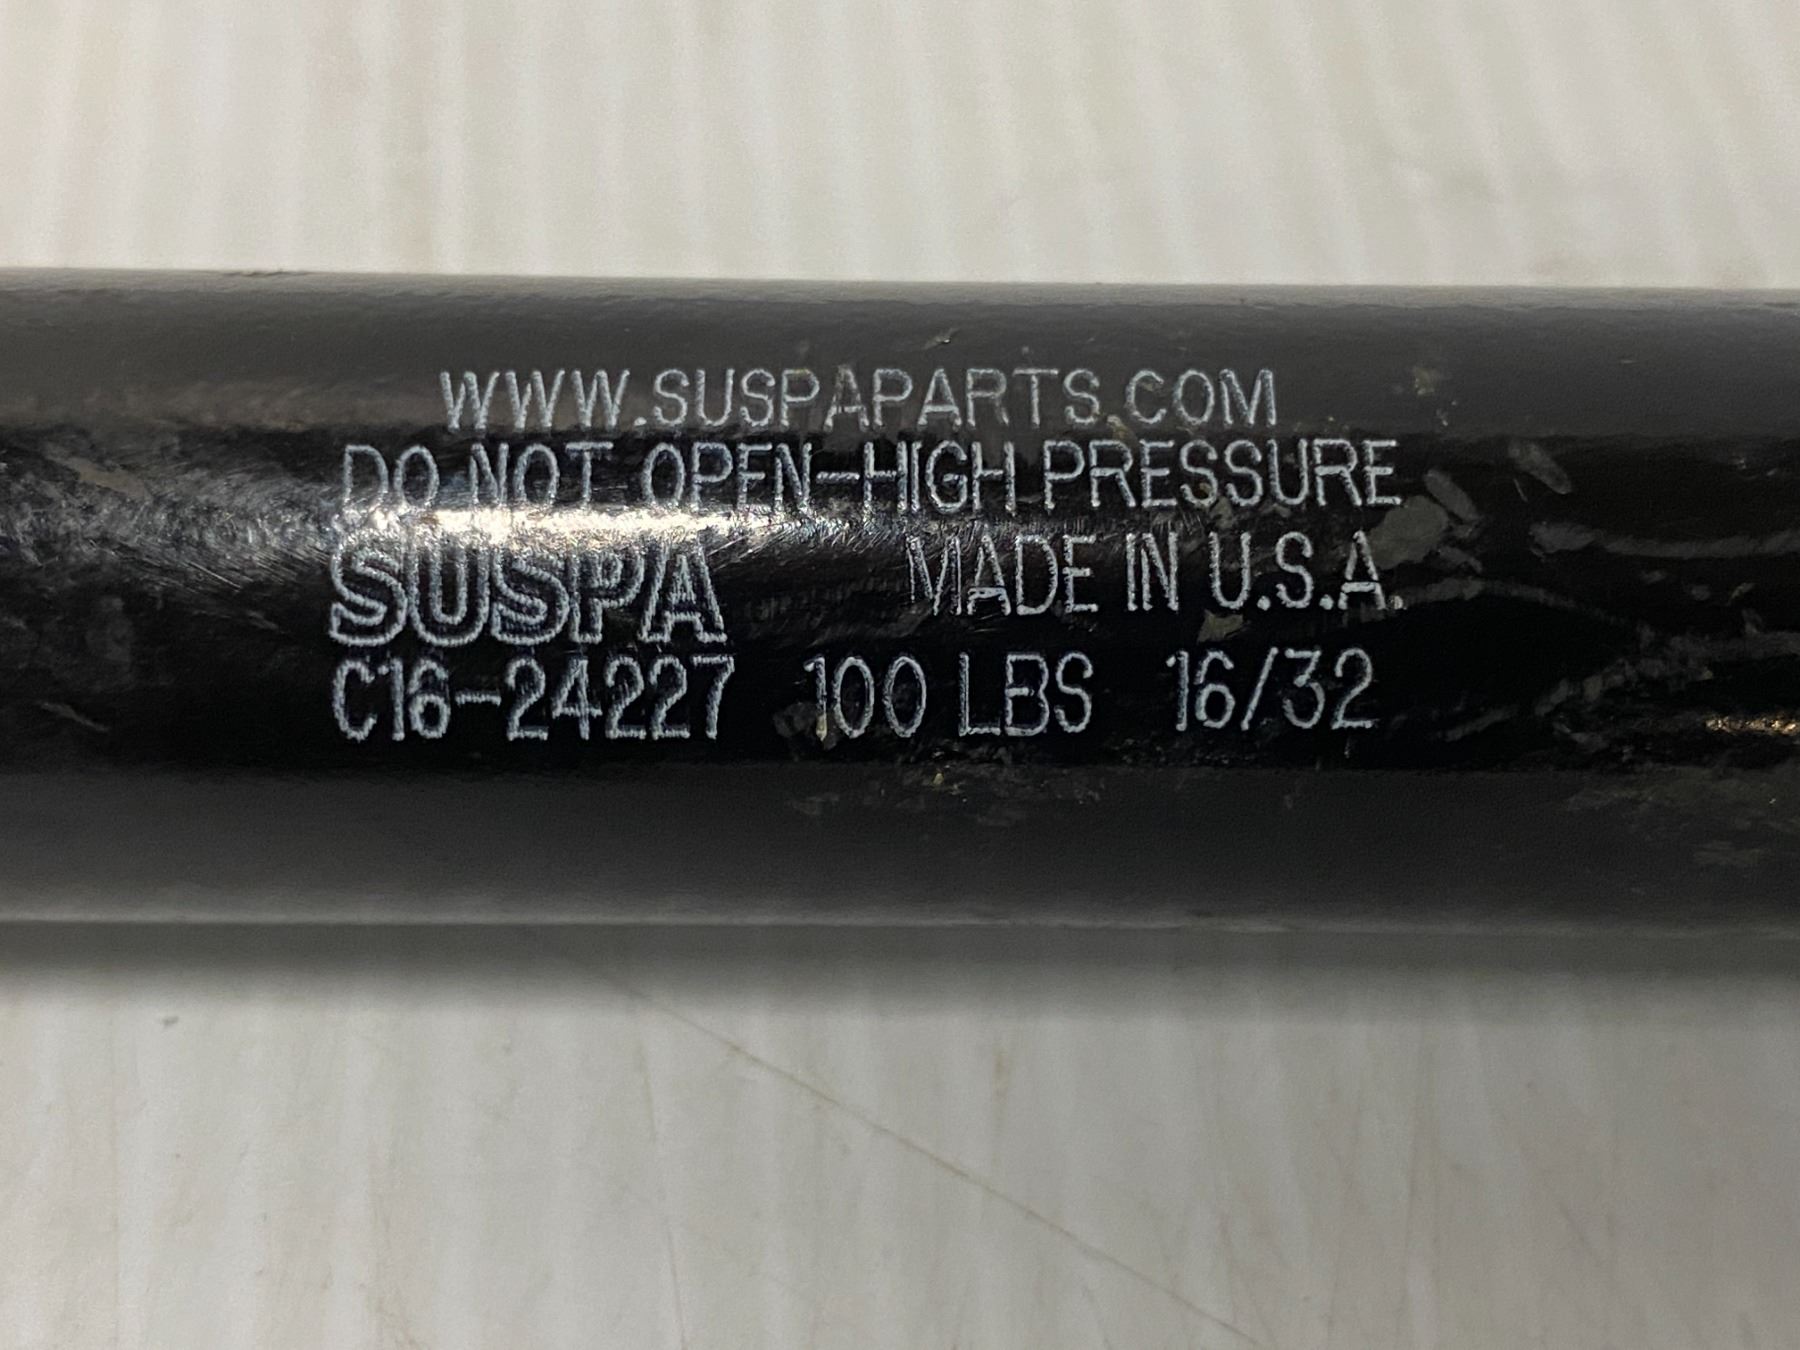 WWW.SUSPAPARTS.COM
DO NOT OPEN-HIGH PRESSURE
SUSPA MADE IN U.S.A.
C16-24227 100 LBS 16/32